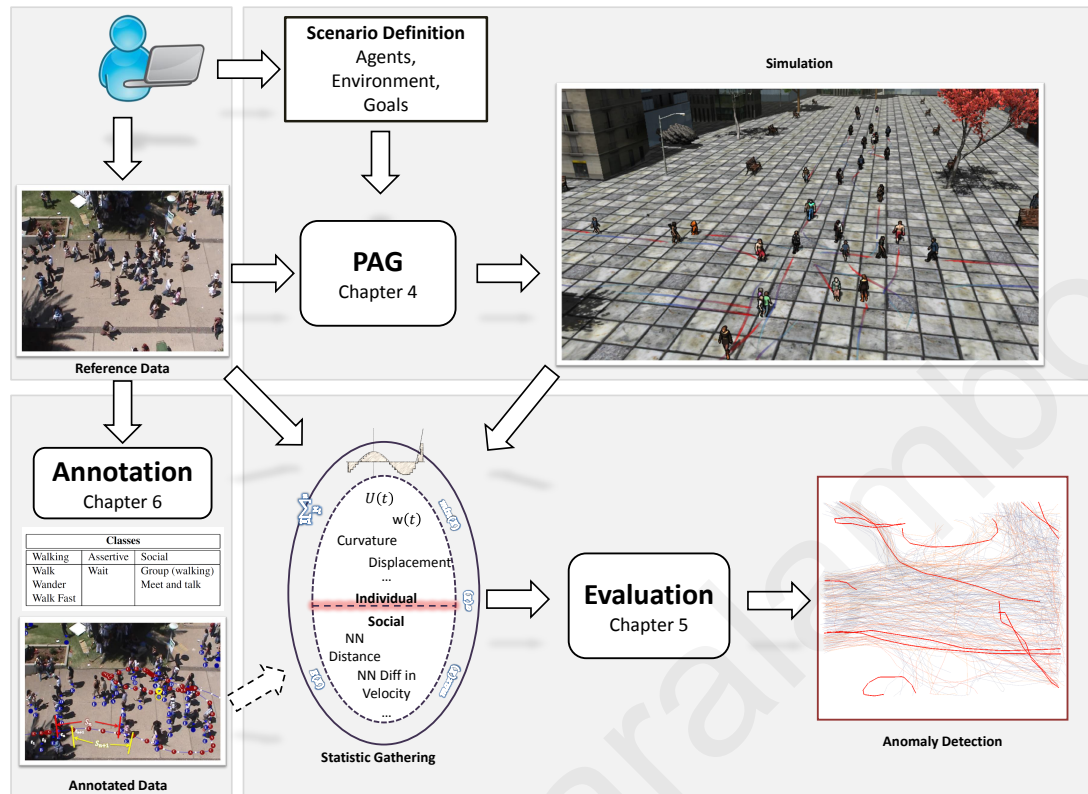 Scenario Definition
Agents,
Environment,
Goals
Simulation
PAG
Chapter 4
Reference Data
Annotation
Chapter 6
Classes
Walking Assertive Social
Walk Wait Group (walking)
Wander Meet and talk
Walk Fast
Annotated Data
U(t)
w(t)
Curvature
Displacement
...
Individual
Social
NN
Distance
NN Diff in
Velocity
...
Statistic Gathering
Evaluation
Chapter 5
Anomaly Detection